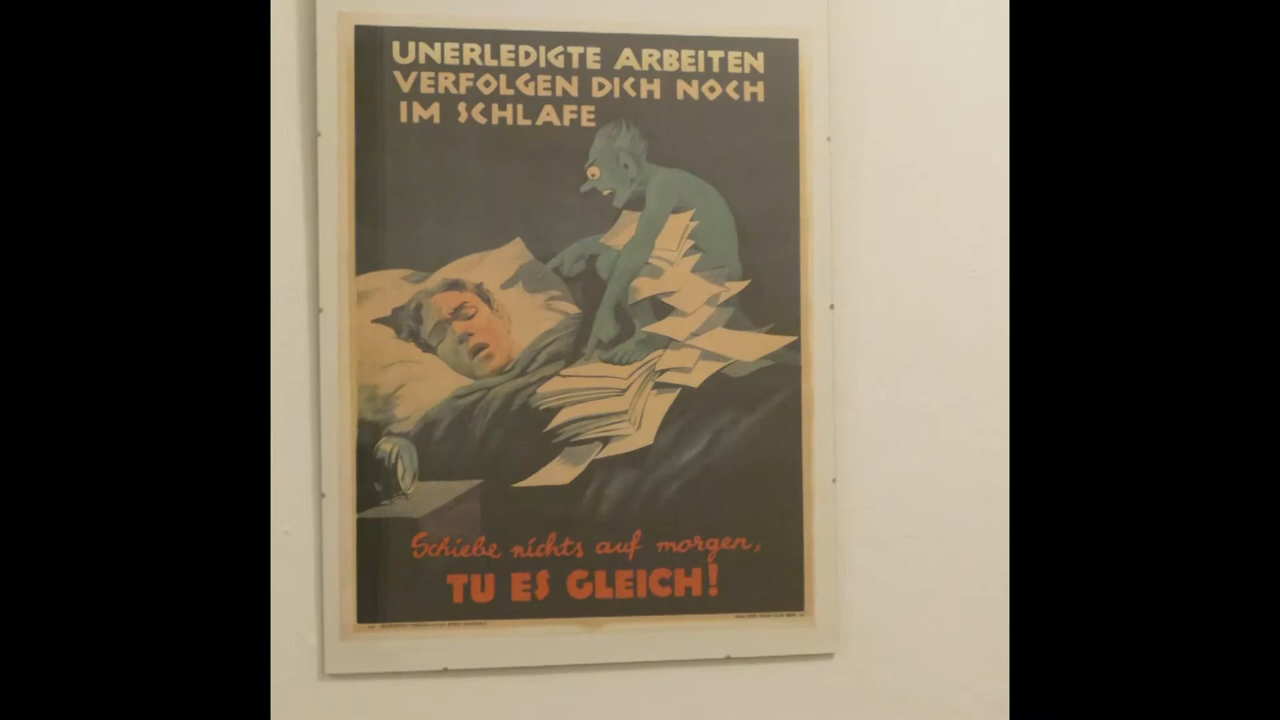 UNERLEDIGTE ARBEITEN
VERFOLGEN DICH NOCH
IM SCHLAFE
Schiebe nichts auf morgen,
TU ES GLEICH!